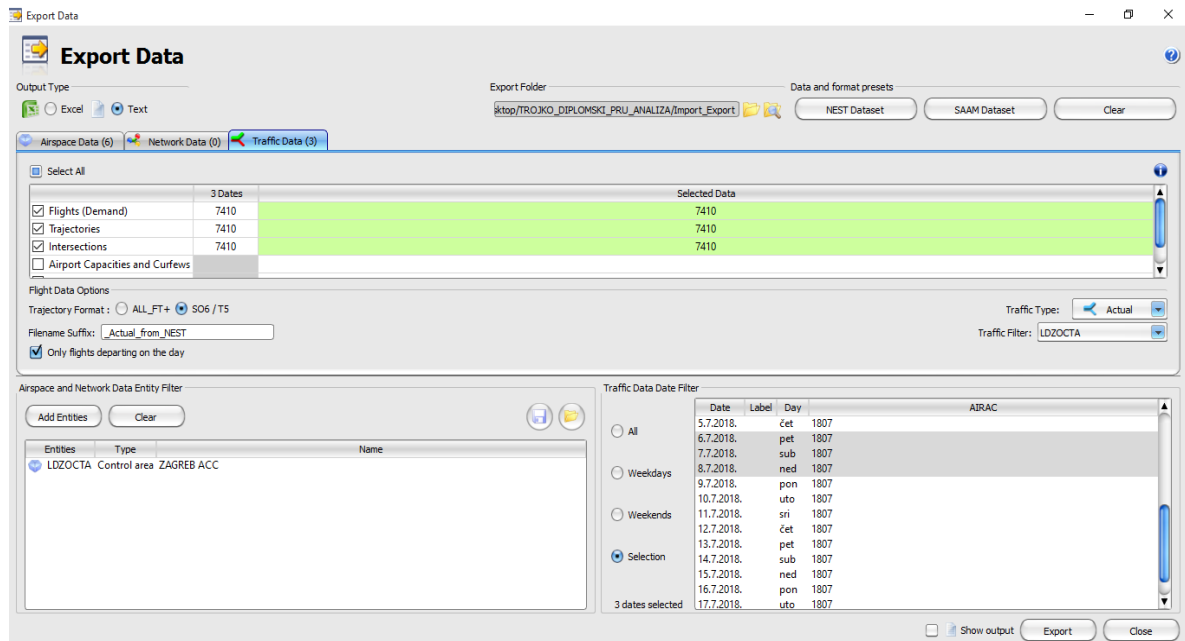 Export Data
Export Data
Output Type
Export Folder
Data and format presets
Excel
Text
sktop/TROJKO_DIPLOMSKI_PRU_ANALIZA/Import_Export
NEST Dataset
SAAM Dataset
Clear
Airspace Data (6)
Network Data (0)
Traffic Data (3)
Select All
3 Dates Selected Data
Flights (Demand) 7410 7410
Trajectories 7410 7410
Intersections 7410 7410
Airport Capacities and Curfews
Flight Data Options
Trajectory Format : ALL_FT+ SO6 / T5
Traffic Type: Actual
Filename Suffix: _Actual_from_NEST
Traffic Filter: LDZOCTA
Only flights departing on the day
Airspace and Network Data Entity Filter
Add Entities
Clear
Entities Type Name
LDZOCTA Control area ZAGREB ACC
Traffic Data Date Filter
All
Weekdays
Weekends
Selection
3 dates selected
Date Label Day AIRAC
5.7.2018. čet 1807
6.7.2018. pet 1807
7.7.2018. sub 1807
8.7.2018. ned 1807
9.7.2018. pon 1807
10.7.2018. uto 1807
11.7.2018. sri 1807
12.7.2018. čet 1807
13.7.2018. pet 1807
14.7.2018. sub 1807
15.7.2018. ned 1807
16.7.2018. pon 1807
17.7.2018. uto 1807
Show output
Export
Close